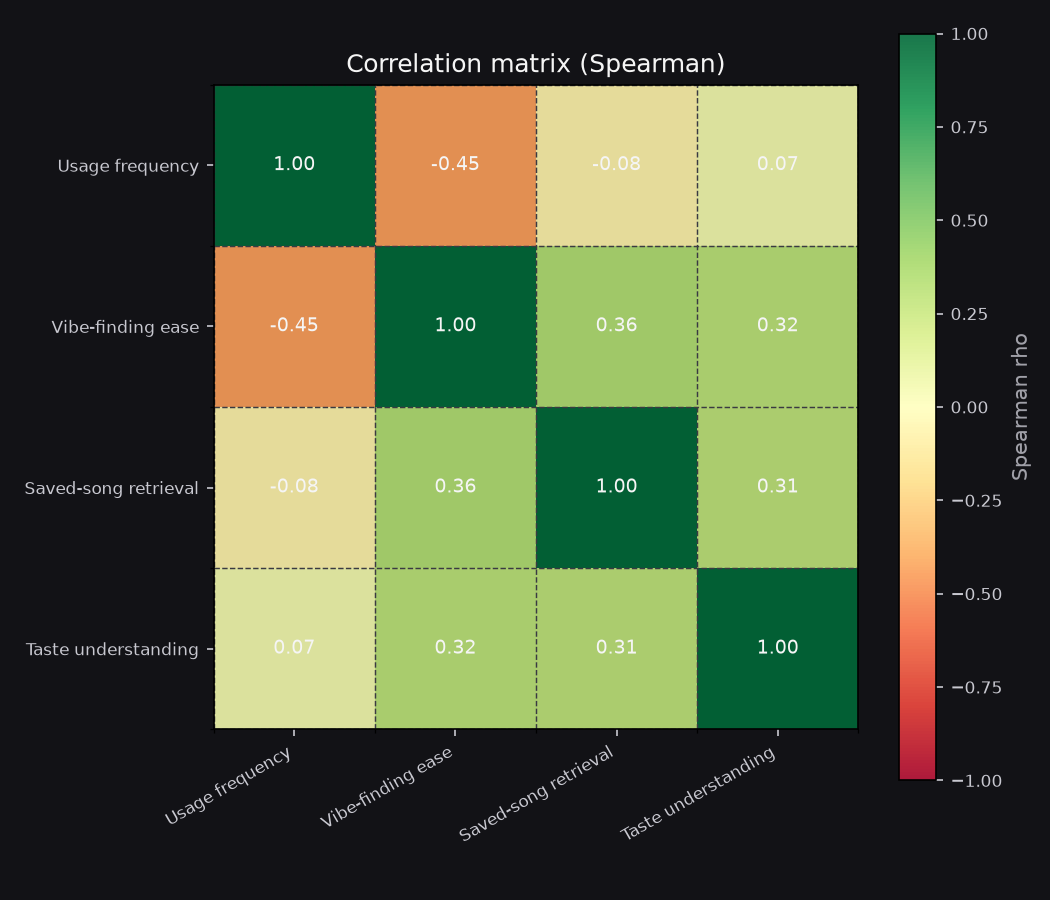 Correlation matrix (Spearman)
Usage frequency
1.00
-0.45
-0.08
0.07
Vibe-finding ease
-0.45
1.00
0.36
0.32
Saved-song retrieval
-0.08
0.36
1.00
0.31
Taste understanding
0.07
0.32
0.31
1.00
Usage frequency
Vibe-finding ease
Saved-song retrieval
Taste understanding
1.00
0.75
0.50
0.25
0.00
−0.25
−0.50
−0.75
−1.00
Spearman rho